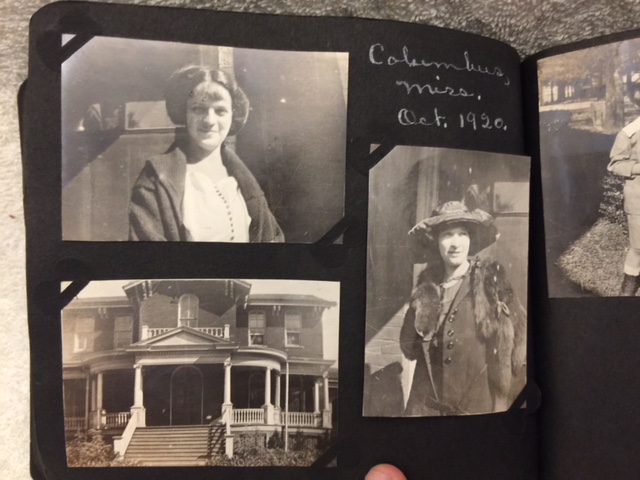 Columbus,
Miss.
Oct. 1920.